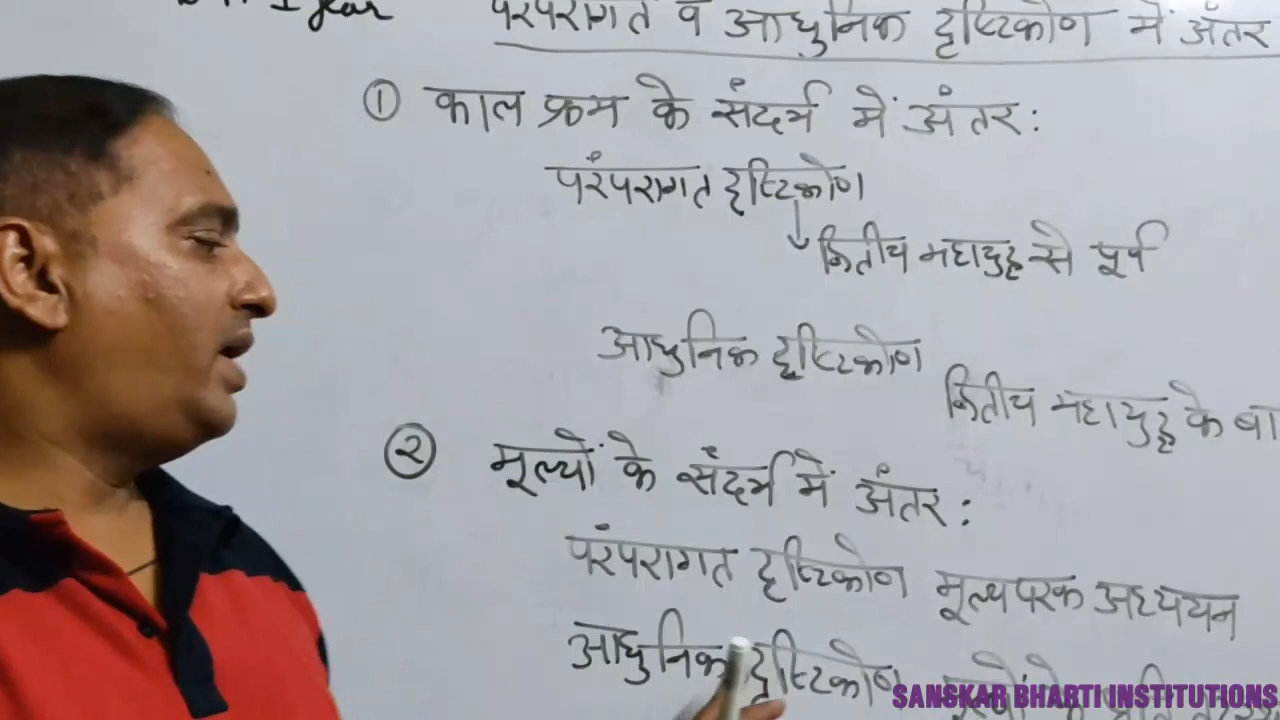 I year
परंपरागत व आधुनिक दृष्टिकोण में अंतर
① काल क्रम के संदर्भ में अंतर:
परंपरागत दृष्टिकोण
द्वितीय महायुद्ध से पूर्व
आधुनिक दृष्टिकोण
द्वितीय महायुद्ध के बा
② मूल्यों के संदर्भ में अंतर:
परंपरागत दृष्टिकोण मूल्यपरक अध्ययन
आधुनिक दृष्टिकोण
SANSKAR BHARTI INSTITUTIONS